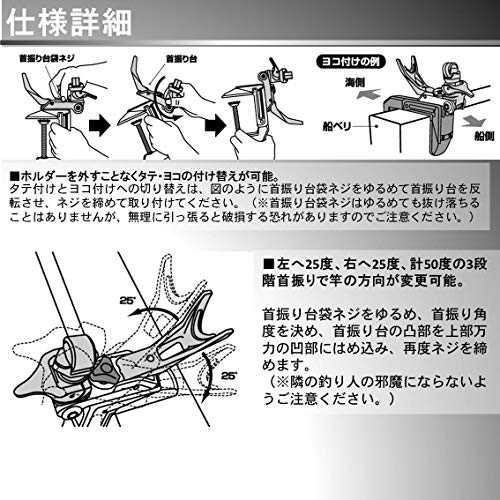 仕様詳細
首振り台袋ネジ
首振り台
ヨコ付けの例
海側
船ベリ
船側
■ホルダーを外すことなくタテ・ヨコの付け替えが可能。
タテ付けとヨコ付けへの切り替えは、図のように首振り台袋ネジをゆるめて首振り台を反
転させ、ネジを締めて取り付けてください。（※首振り台袋ネジはゆるめても抜け落ちる
ことはありませんが、無理に引っ張ると破損する恐れがありますのでご注意ください。）
25°
25°
■左へ25度、右へ25度、計50度の3段
階首振りで竿の方向が変更可能。
首振り台袋ネジをゆるめ、首振り角
度を決め、首振り台の凸部を上部万
力の凹部にはめ込み、再度ネジを締
めます。
（※隣の釣り人の邪魔にならないよ
うご注意ください。）